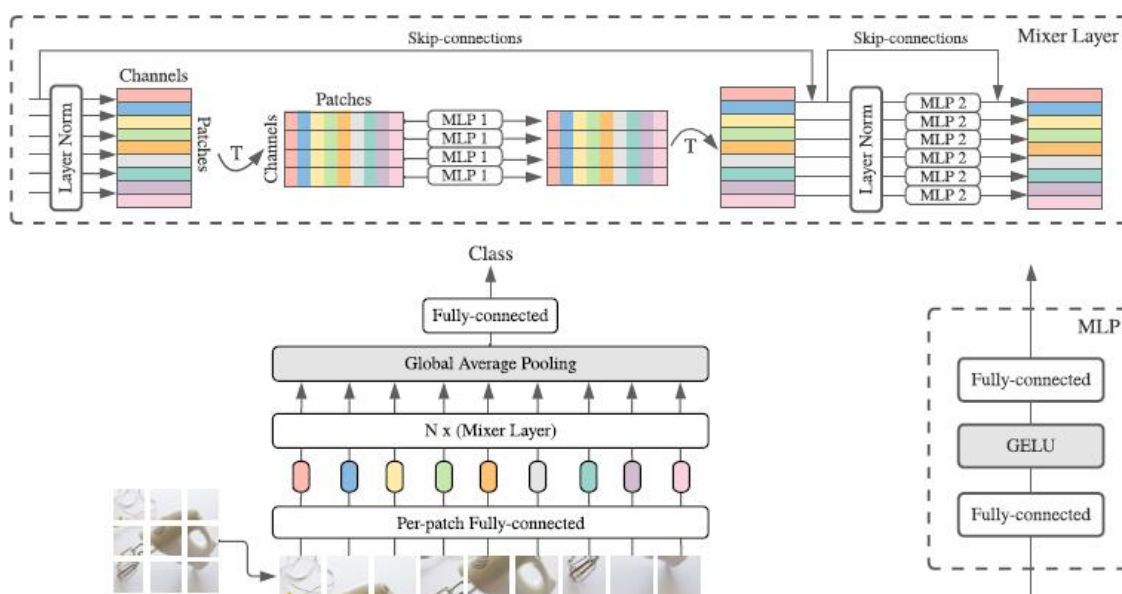 Skip-connections
Skip-connections
Mixer Layer
Channels
Layer Norm
Patches
T
Patches
Channels
MLP 1
MLP 1
MLP 1
MLP 1
T
Layer Norm
MLP 2
MLP 2
MLP 2
MLP 2
MLP 2
MLP 2
Class
Fully-connected
Global Average Pooling
N x (Mixer Layer)
Per-patch Fully-connected
MLP
Fully-connected
GELU
Fully-connected